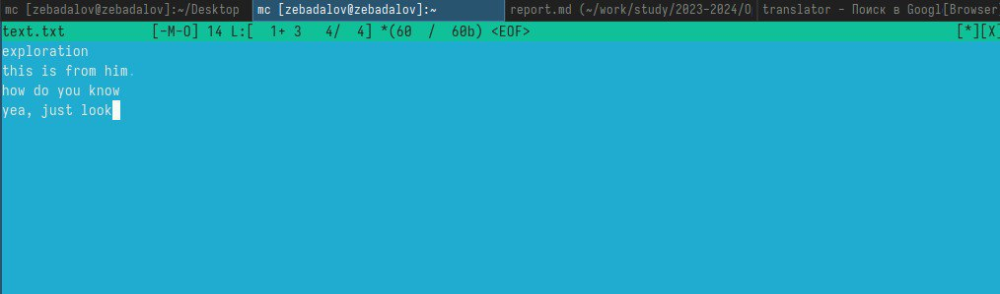 mc [zebadalov@zebadalov]:~/Desktop mc [zebadalov@zebadalov]:~ report.md (~/work/study/2023-2024/O translator – Поиск в Googl[Browser]
text.txt [-M-O] 14 L:[ 1+ 3 4/ 4] *(60 / 60b) <EOF> [*][X]
exploration
this is from him.
how do you know
yea, just look